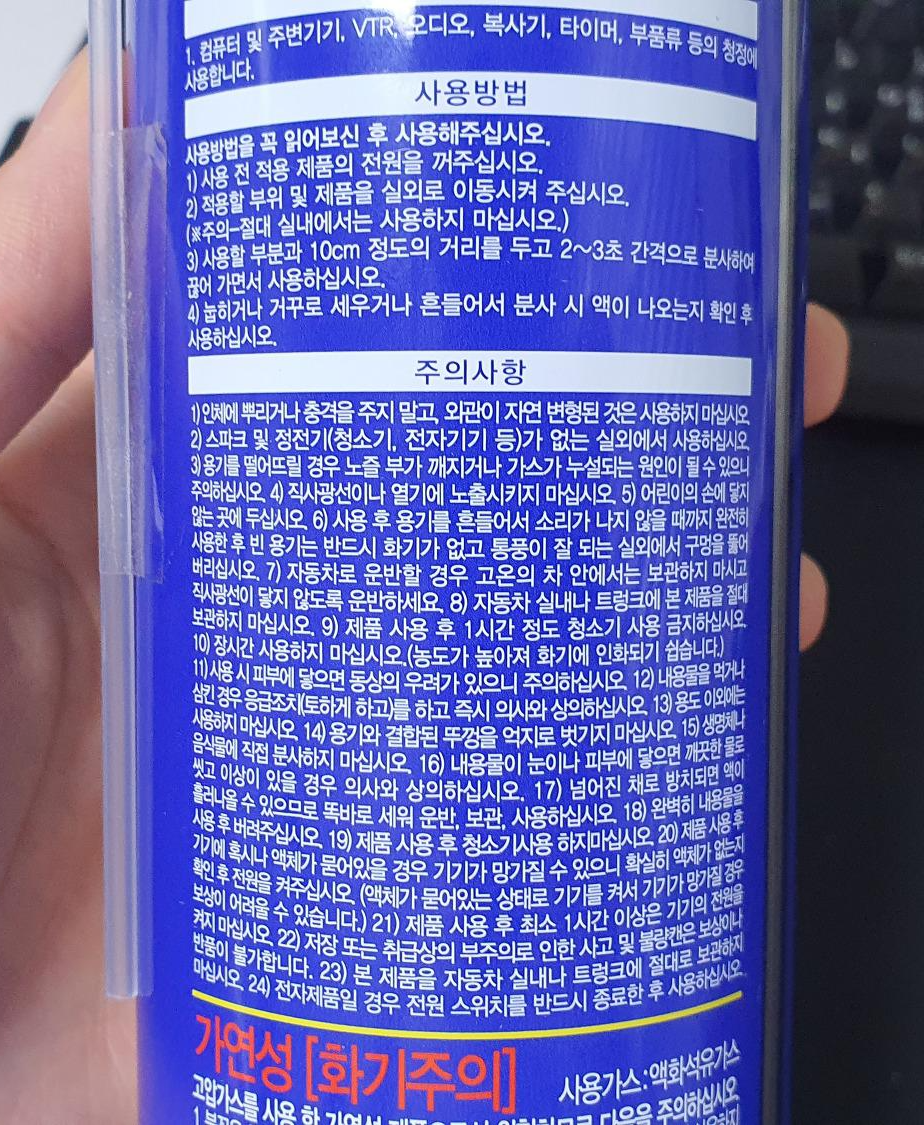 1. 컴퓨터 및 주변기기, VTR, 오디오, 복사기, 타이머, 부품류 등의 청정에
사용합니다.
사용방법
사용방법을 꼭 읽어보신 후 사용해주십시오.
1) 사용 전 적용 제품의 전원을 꺼주십시오.
2) 적용할 부위 및 제품을 실외로 이동시켜 주십시오.
(※주의-절대 실내에서는 사용하지 마십시오.)
3) 사용할 부분과 10cm 정도의 거리를 두고 2~3초 간격으로 분사하여
끊어 가면서 사용하십시오.
4) 눕히거나 거꾸로 세우거나 흔들어서 분사 시 액이 나오는지 확인 후
사용하십시오.
주의사항
1) 인체에 뿌리거나 충격을 주지 말고, 외관이 자연 변형된 것은 사용하지 마십시오.
2) 스파크 및 정전기(청소기, 전자기기 등)가 없는 실외에서 사용하십시오.
3) 용기를 떨어뜨릴 경우 노즐 부가 깨지거나 가스가 누설되는 원인이 될 수 있으니
주의하십시오. 4) 직사광선이나 열기에 노출시키지 마십시오. 5) 어린이의 손에 닿지
않는 곳에 두십시오. 6) 사용 후 용기를 흔들어서 소리가 나지 않을 때까지 완전히
사용한 후 빈 용기는 반드시 화기가 없고 통풍이 잘 되는 실외에서 구멍을 뚫어
버리십시오. 7) 자동차로 운반할 경우 고온의 차 안에서는 보관하지 마시고
직사광선이 닿지 않도록 운반하세요. 8) 자동차 실내나 트렁크에 본 제품을 절대
보관하지 마십시오. 9) 제품 사용 후 1시간 정도 청소기 사용 금지하십시오.
10) 장시간 사용하지 마십시오.(농도가 높아져 화기에 인화되기 쉽습니다.)
11) 사용 시 피부에 닿으면 동상의 우려가 있으니 주의하십시오. 12) 내용물을 먹거나
삼킨 경우 응급조치(토하게 하고)를 하고 즉시 의사와 상의하십시오. 13) 용도 이외에는
사용하지 마십시오. 14) 용기와 결합된 뚜껑을 억지로 벗기지 마십시오. 15) 생명체나
음식물에 직접 분사하지 마십시오. 16) 내용물이 눈이나 피부에 닿으면 깨끗한 물로
씻고 이상이 있을 경우 의사와 상의하십시오. 17) 넘어진 채로 방치되면 액이
흘러나올 수 있으므로 똑바로 세워 운반, 보관, 사용하십시오. 18) 완벽히 내용물을
사용 후 버려주십시오. 19) 제품 사용 후 청소기사용 하지마십시오. 20) 제품 사용 후
기기에 혹시나 액체가 묻어있을 경우 기기가 망가질 수 있으니 확실히 액체가 없는지
확인 후 전원을 켜주십시오. (액체가 묻어있는 상태로 기기를 켜서 기기가 망가질 경우
보상이 어려울 수 있습니다.) 21) 제품 사용 후 최소 1시간 이상은 기기의 전원을
켜지 마십시오. 22) 저장 또는 취급상의 부주의로 인한 사고 및 불량캔은 보상이나
반품이 불가합니다. 23) 본 제품을 자동차 실내나 트렁크에 절대로 보관하지
마십시오. 24) 전자제품일 경우 전원 스위치를 반드시 종료한 후 사용하십시오.
가연성 [화기주의] 사용가스:액화석유가스
고압가스를 사용한 가연성 제품으로서 위험하므로 다음을 주의하십시오.